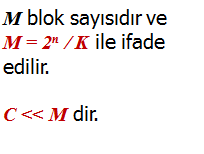 M blok sayısıdır ve
M = 2ⁿ / K ile ifade
edilir.
C << M dir.